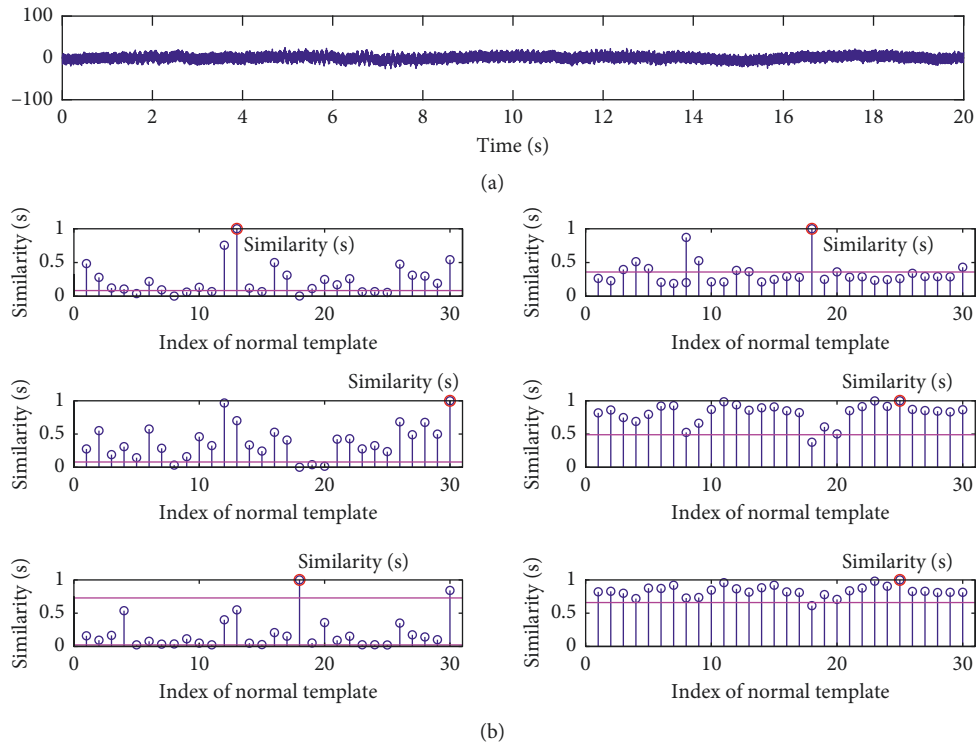 100
0
−100
0 2 4 6 8 10 12 14 16 18 20
Time (s)
(a)
Similarity (s)
1
0.5
0
Similarity (s)
0 10 20 30
Index of normal template
Similarity (s)
1
0.5
0
Similarity (s)
0 10 20 30
Index of normal template
Similarity (s)
Similarity (s)
1
0.5
0
0 10 20 30
Index of normal template
Similarity (s)
Similarity (s)
1
0.5
0
0 10 20 30
Index of normal template
Similarity (s)
Similarity (s)
1
0.5
0
0 10 20 30
Index of normal template
Similarity (s)
Similarity (s)
1
0.5
0
0 10 20 30
Index of normal template
(b)